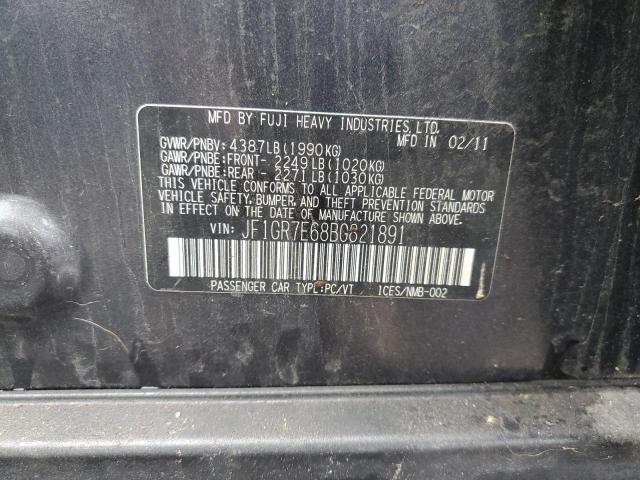 MFD BY FUJI HEAVY INDUSTRIES,LTD.
GVWR/PNBV: 4387LB(1990KG) MFD IN 02/11
GAWR/PNBE:FRONT- 2249LB(1020KG)
GAWR/PNBE:REAR - 2271LB(1030KG)
THIS VEHICLE CONFORMS TO ALL APPLICABLE FEDERAL MOTOR
VEHICLE SAFETY,BUMPER,AND THEFT PREVENTION STANDARDS
IN EFFECT ON THE DATE OF MANUFACTURE SHOWN ABOVE.
VIN: JF1GR7E68BG821891
PASSENGER CAR TYPE:PC/VT ICES/NMB-002